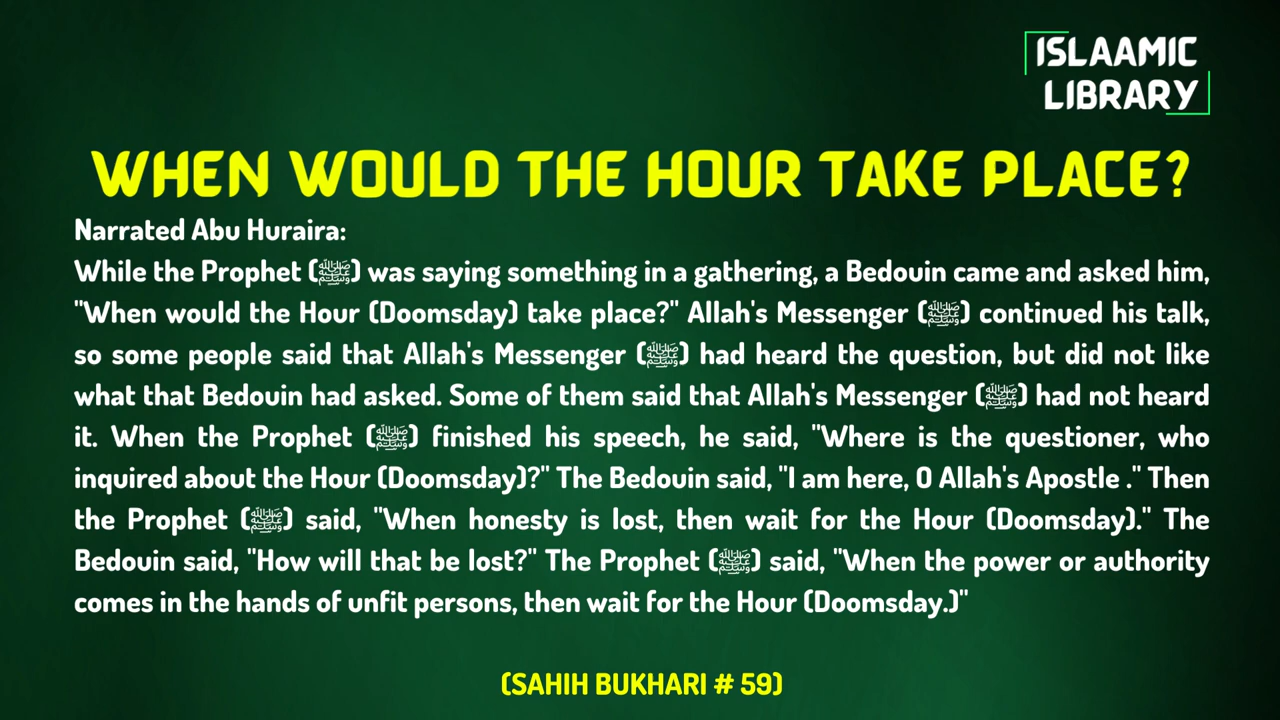 ISLAAMIC
LIBRARY
WHEN WOULD THE HOUR TAKE PLACE?
Narrated Abu Huraira:
While the Prophet (ﷺ) was saying something in a gathering, a Bedouin came and asked him,
"When would the Hour (Doomsday) take place?" Allah's Messenger (ﷺ) continued his talk,
so some people said that Allah's Messenger (ﷺ) had heard the question, but did not like
what that Bedouin had asked. Some of them said that Allah's Messenger (ﷺ) had not heard
it. When the Prophet (ﷺ) finished his speech, he said, "Where is the questioner, who
inquired about the Hour (Doomsday)?" The Bedouin said, "I am here, O Allah's Apostle ." Then
the Prophet (ﷺ) said, "When honesty is lost, then wait for the Hour (Doomsday)." The
Bedouin said, "How will that be lost?" The Prophet (ﷺ) said, "When the power or authority
comes in the hands of unfit persons, then wait for the Hour (Doomsday.)"
(SAHIH BUKHARI # 59)